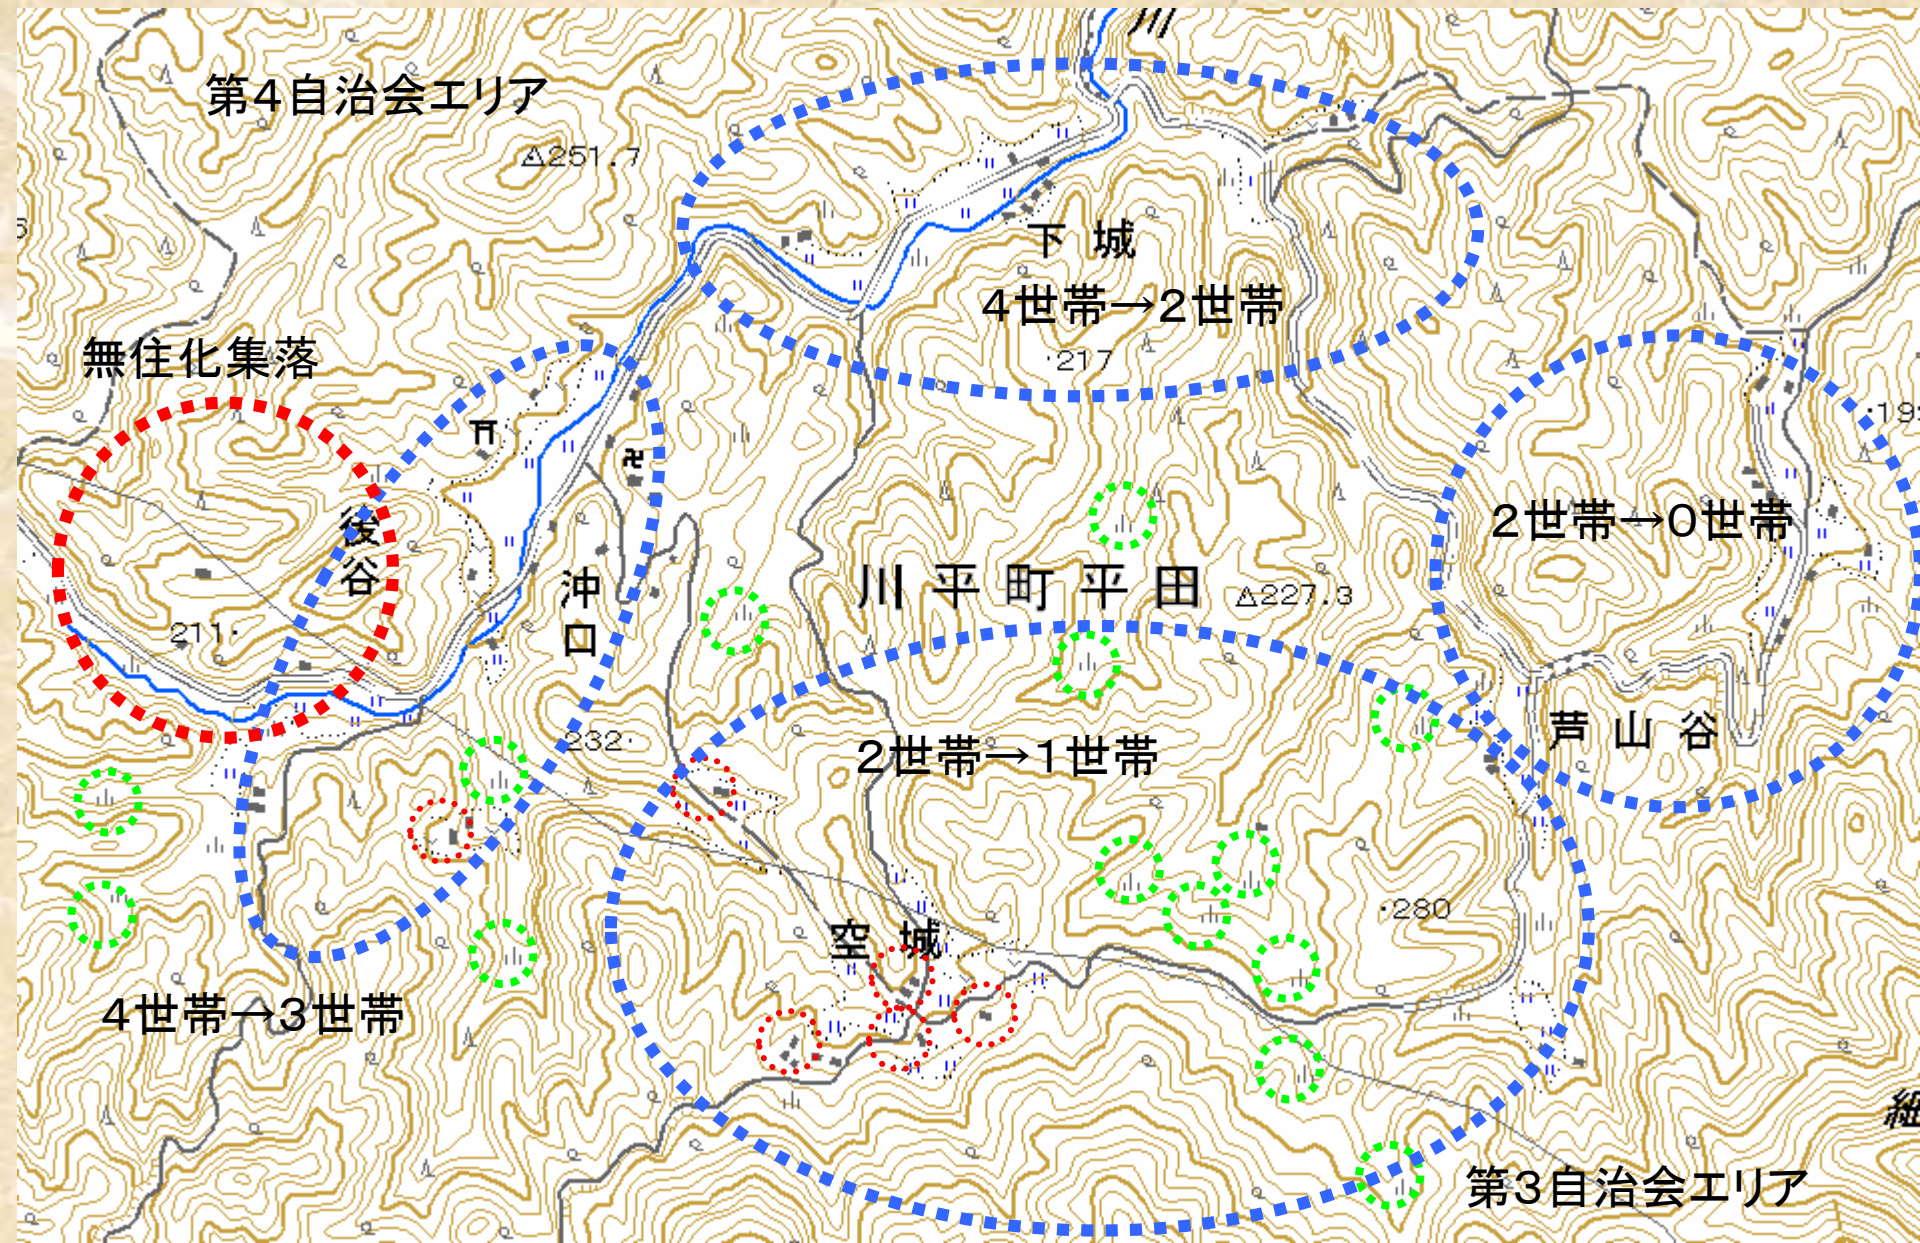 川
第4自治会エリア
251.7
下城
4世帯→2世帯
217
無住化集落
後谷
沖口
211
川平町平田
227.3
2世帯→0世帯
芦山谷
232
2世帯→1世帯
280
空城
4世帯→3世帯
第3自治会エリア